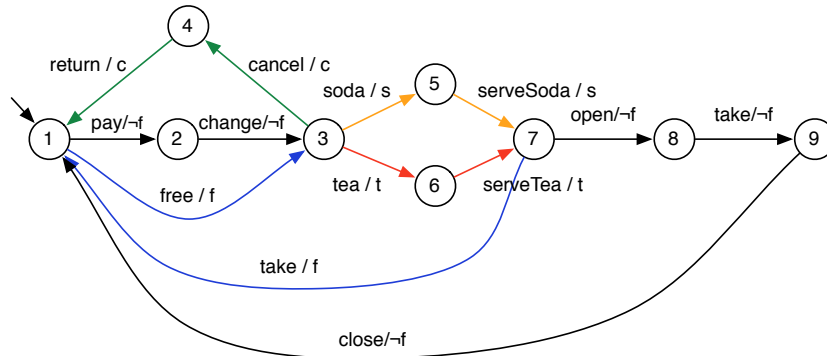 4
return / c
cancel / c
soda / s
5
serveSoda / s
pay/¬f
change/¬f
open/¬f
take/¬f
1
2
3
7
8
9
free / f
tea / t
6
serveTea / t
take / f
close/¬f